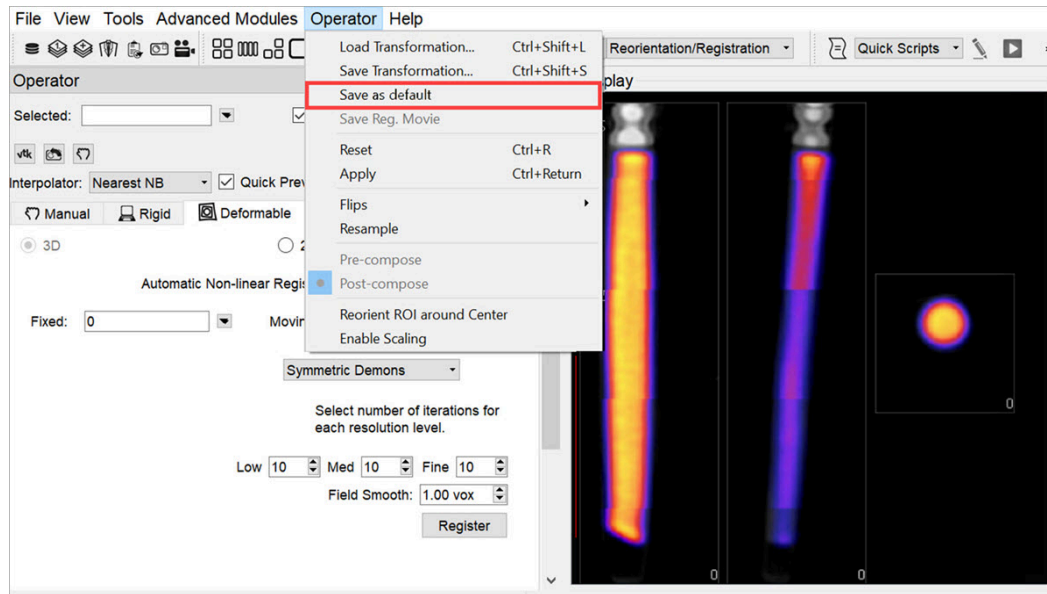 File View Tools Advanced Modules Operator Help
Load Transformation... Ctrl+Shift+L
Save Transformation... Ctrl+Shift+S
Save as default
Save Reg. Movie
Reset Ctrl+R
Apply Ctrl+Return
Flips
Resample
Pre-compose
Post-compose
Reorient ROI around Center
Enable Scaling
Reorientation/Registration
Quick Scripts
Operator
play
Selected:
vtk
Interpolator: Nearest NB Quick Prev
Manual Rigid Deformable
3D 2
Automatic Non-linear Regis
Fixed: 0 Movin
Symmetric Demons
Select number of iterations for
each resolution level.
Low 10 Med 10 Fine 10
Field Smooth: 1.00 vox
Register
0
0
0